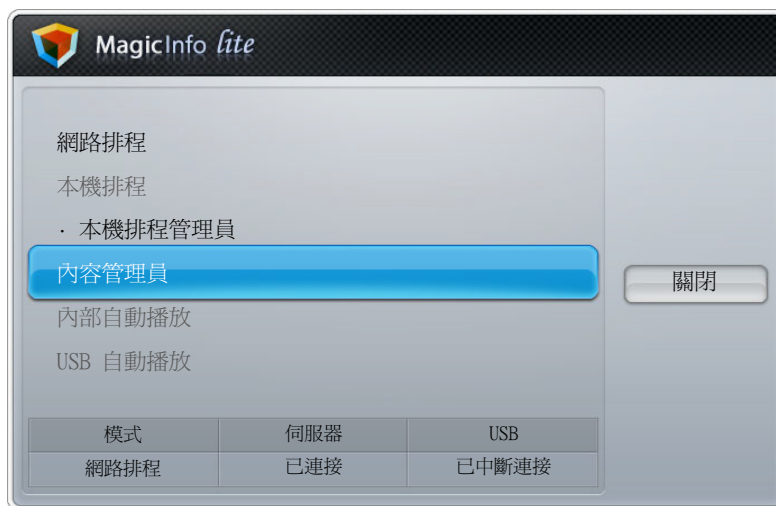 MagicInfo lite
網路排程
本機排程
· 本機排程管理員
內容管理員
關閉
內部自動播放
USB 自動播放
模式 伺服器 USB
網路排程 已連接 已中斷連接